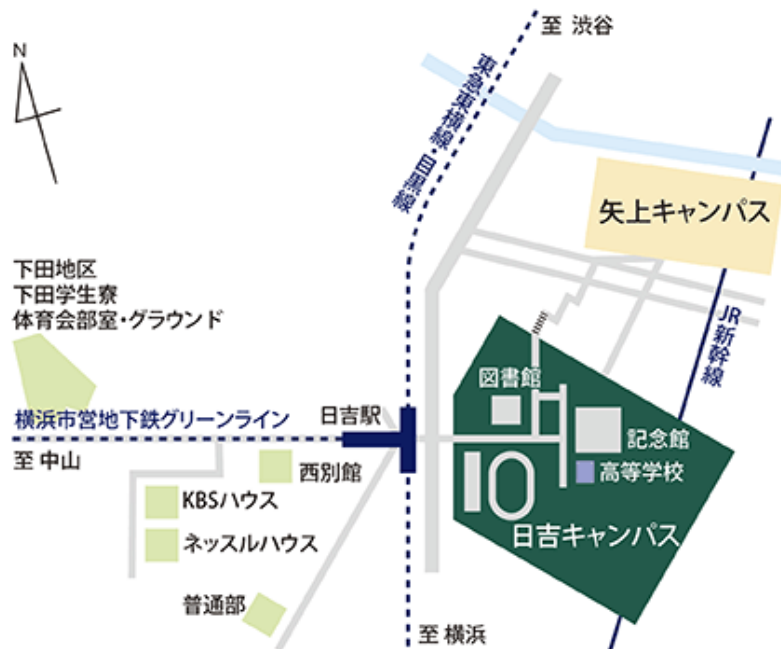 至 渋谷
N
東急東横線・目黒線
矢上キャンパス
下田地区
下田学生寮
体育会部室・グラウンド
JR新幹線
図書館
横浜市営地下鉄グリーンライン
日吉駅
記念館
至 中山
西別館
高等学校
KBSハウス
ネッスルハウス
日吉キャンパス
普通部
至 横浜